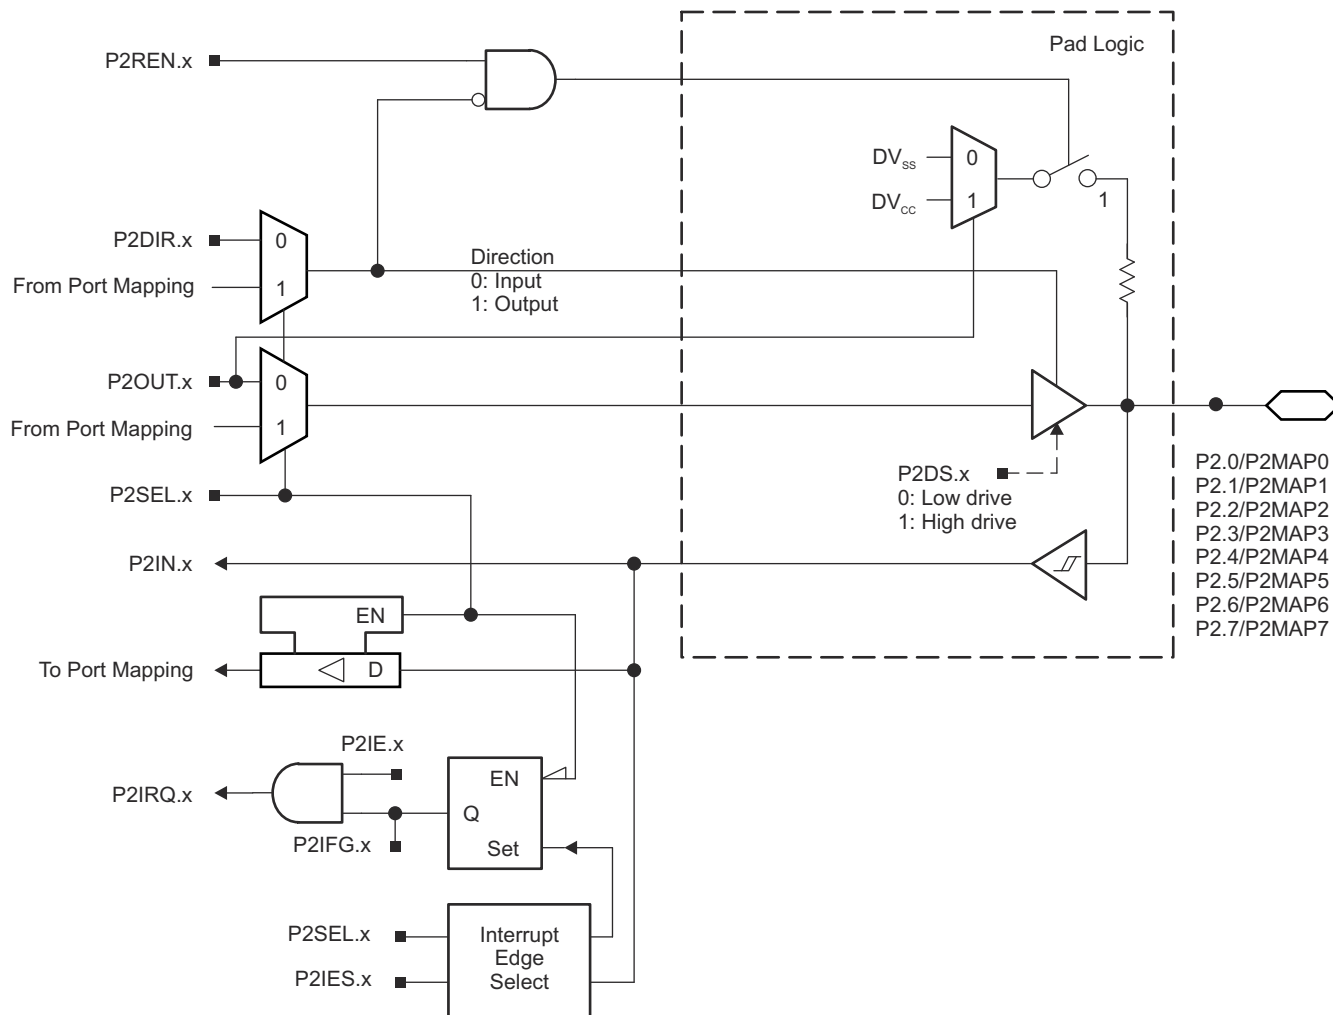 Pad Logic
P2REN.x
DVSS
0
DVCC
1
1
P2DIR.x
0
From Port Mapping
1
Direction
0: Input
1: Output
P2OUT.x
0
From Port Mapping
1
P2SEL.x
P2DS.x
0: Low drive
1: High drive
P2.0/P2MAP0
P2.1/P2MAP1
P2.2/P2MAP2
P2.3/P2MAP3
P2.4/P2MAP4
P2.5/P2MAP5
P2.6/P2MAP6
P2.7/P2MAP7
P2IN.x
EN
To Port Mapping
D
P2IE.x
P2IRQ.x
EN
Q
P2IFG.x
Set
P2SEL.x
P2IES.x
Interrupt
Edge
Select